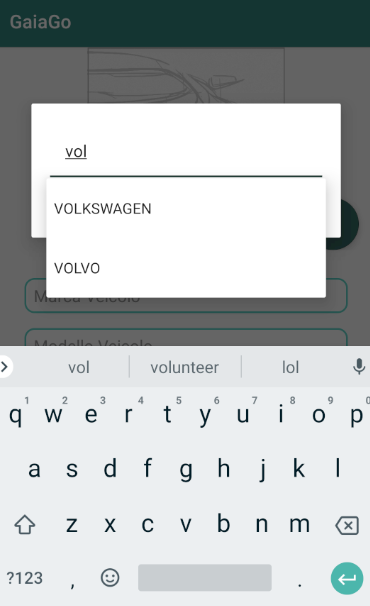 GaiaGo
vol
VOLKSWAGEN
VOLVO
Marca Veicolo
Modello Veicolo
vol volunteer lol
1 2 3 4 5 6 7 8 9 0
q w e r t y u i o p
a s d f g h j k l
z x c v b n m
?123 , .